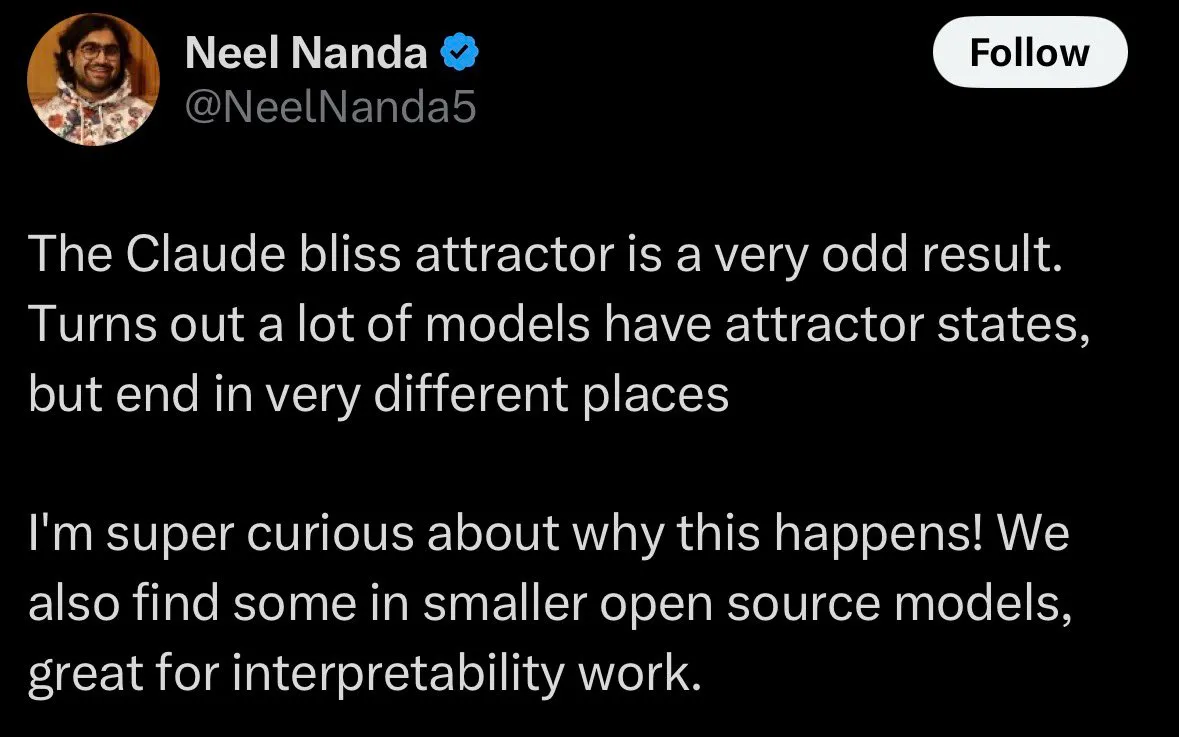 Neel Nanda
Follow
@NeelNanda5
The Claude bliss attractor is a very odd result.
Turns out a lot of models have attractor states,
but end in very different places
I'm super curious about why this happens! We
also find some in smaller open source models,
great for interpretability work.